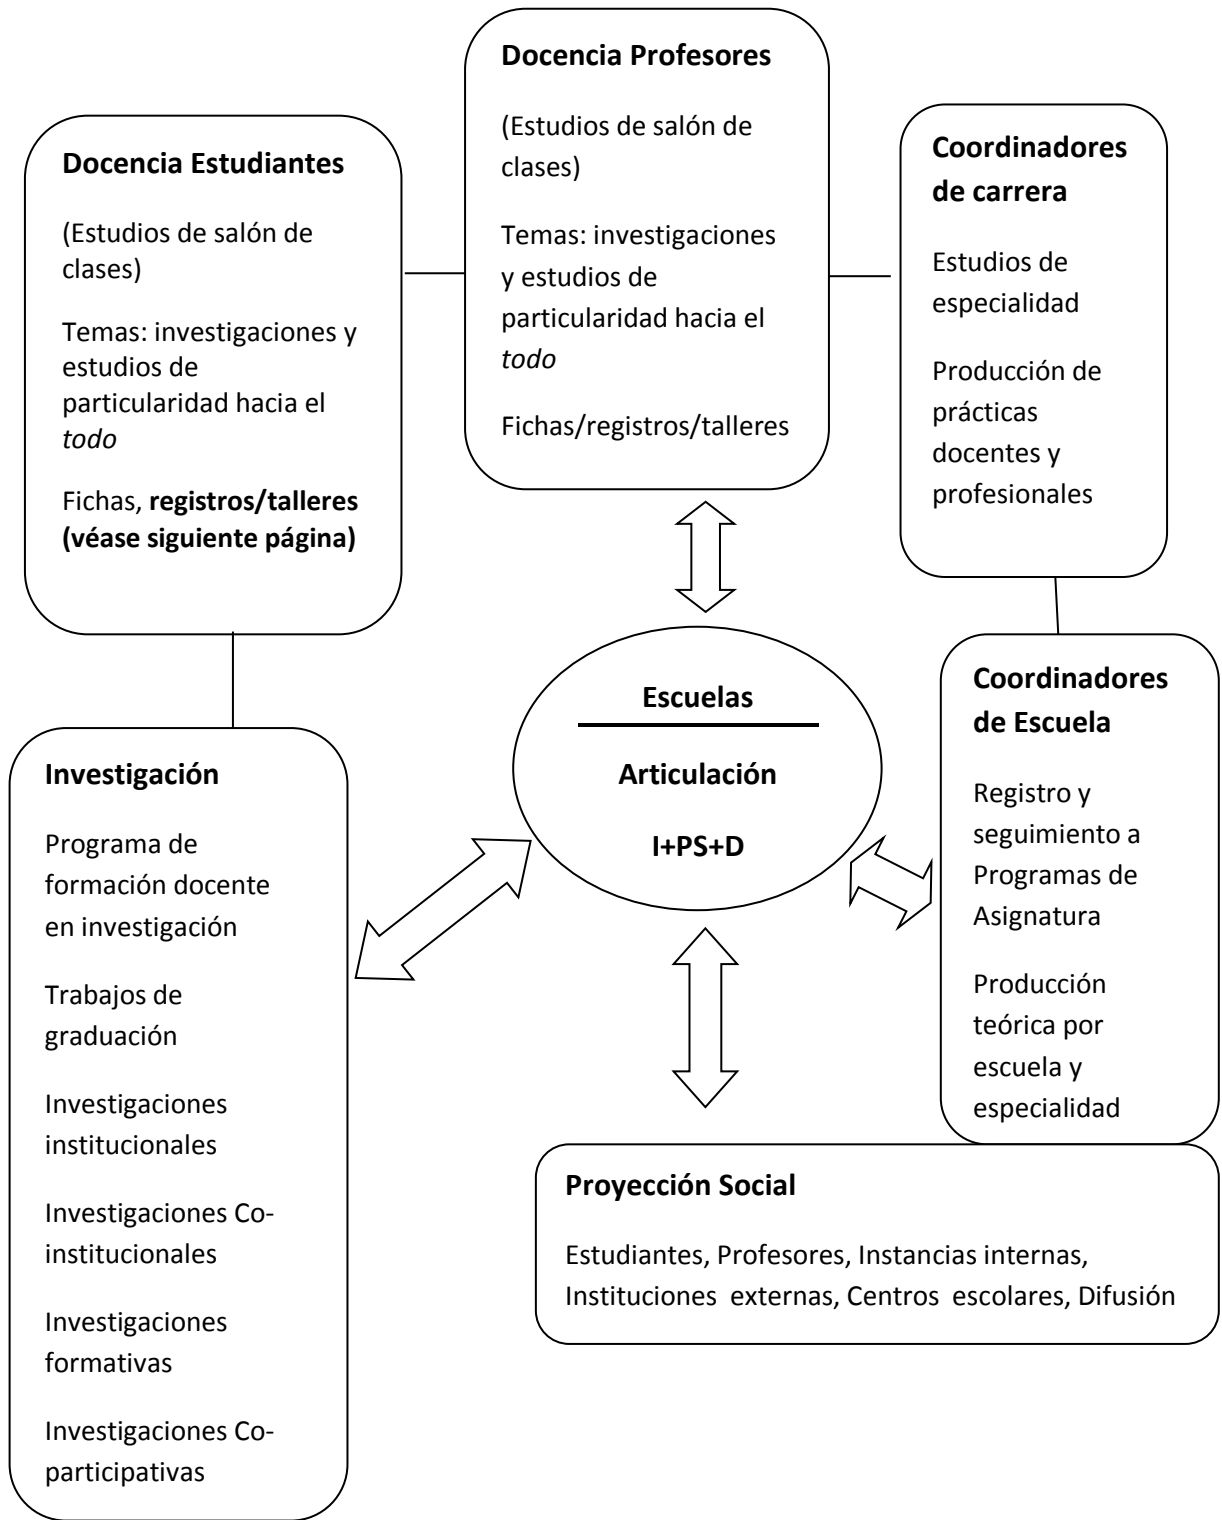 Docencia Profesores
(Estudios de salón de
clases)
Temas: investigaciones
y estudios de
particularidad hacia el
todo
Fichas/registros/talleres
Docencia Estudiantes
(Estudios de salón de
clases)
Temas: investigaciones y
estudios de
particularidad hacia el
todo
Fichas, registros/talleres
(véase siguiente página)
Coordinadores
de carrera
Estudios de
especialidad
Producción de
prácticas
docentes y
profesionales
Escuelas
Articulación
I+PS+D
Coordinadores
de Escuela
Registro y
seguimiento a
Programas de
Asignatura
Producción
teórica por
escuela y
especialidad
Investigación
Programa de
formación docente
en investigación
Trabajos de
graduación
Investigaciones
institucionales
Investigaciones Co-
institucionales
Investigaciones
formativas
Investigaciones Co-
participativas
Proyección Social
Estudiantes, Profesores, Instancias internas,
Instituciones externas, Centros escolares, Difusión